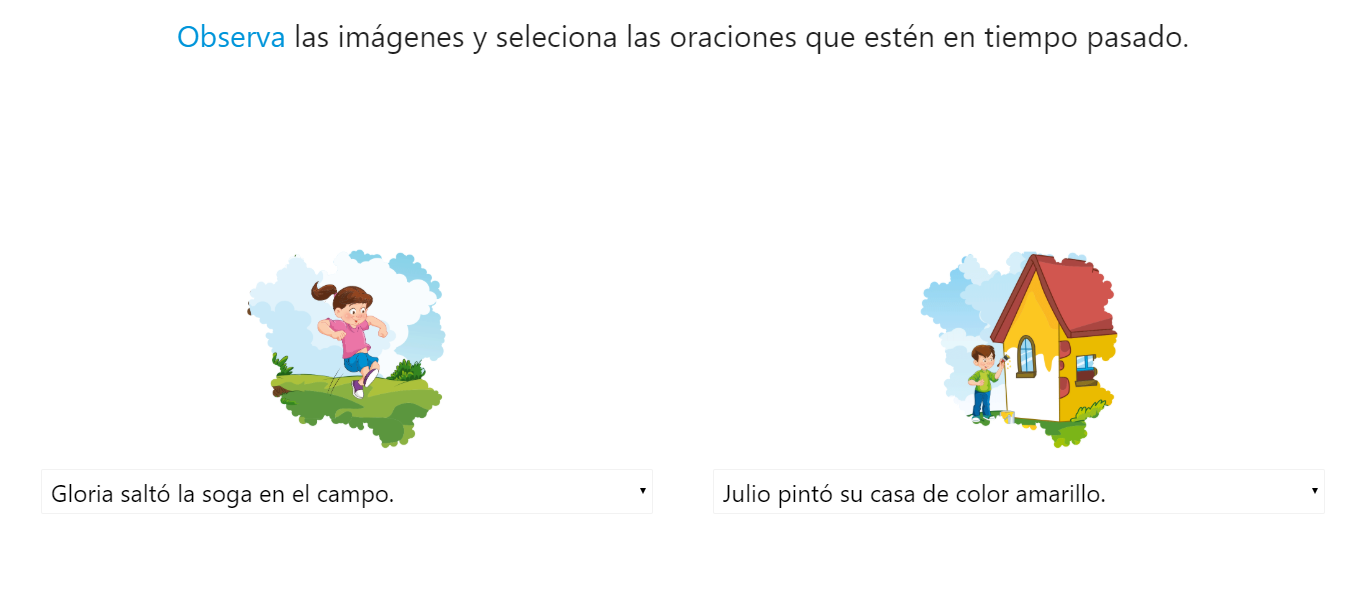 Observa las imágenes y seleciona las oraciones que estén en tiempo pasado.
Gloria saltó la soga en el campo.
Julio pintó su casa de color amarillo.